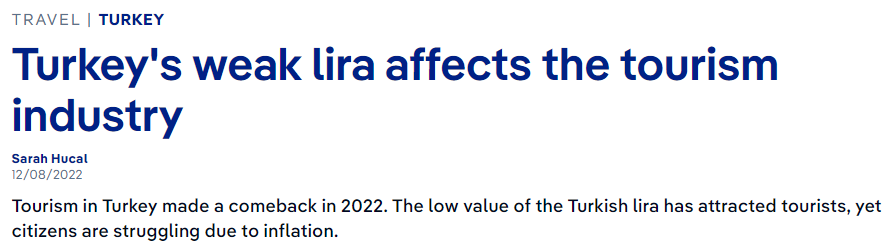 TRAVEL | TURKEY
Turkey's weak lira affects the tourism
industry
Sarah Hucal
12/08/2022
Tourism in Turkey made a comeback in 2022. The low value of the Turkish lira has attracted tourists, yet
citizens are struggling due to inflation.